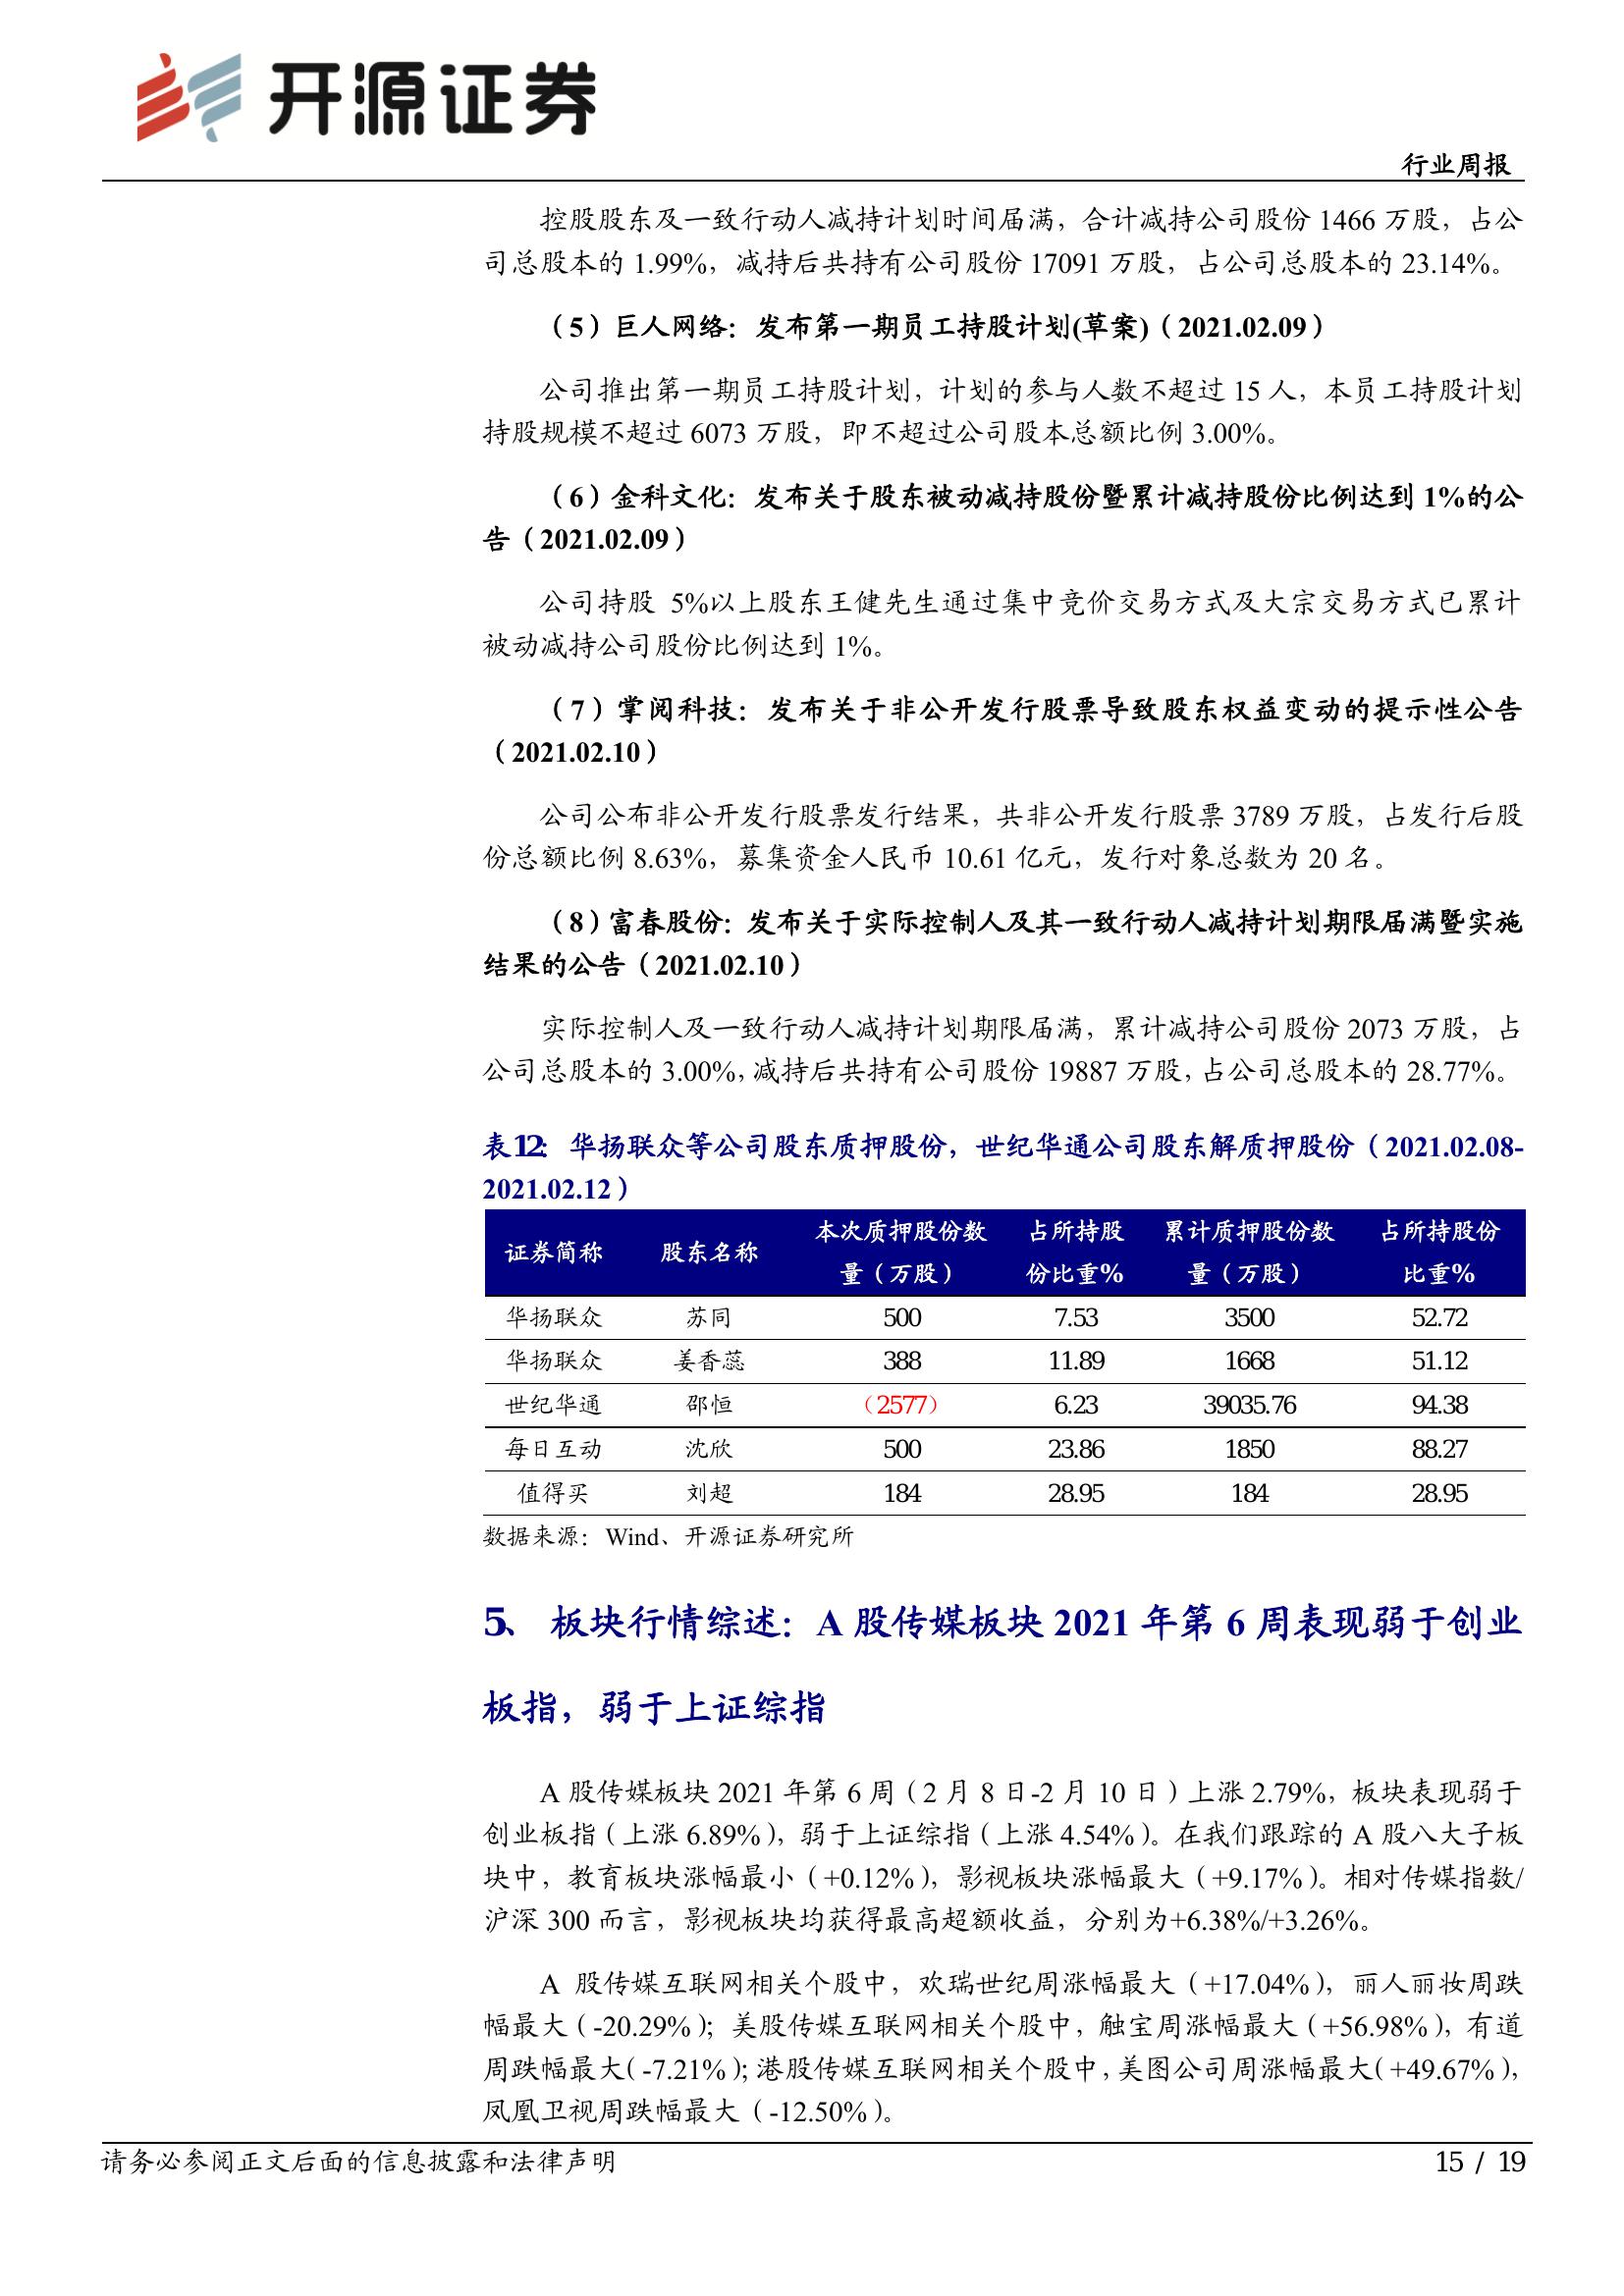 开源证券
行业周报
控股股东及一致行动人减持计划时间届满，合计减持公司股份 1466 万股，占公
司总股本的 1.99%，减持后共持有公司股份 17091 万股，占公司总股本的 23.14%。
（5）巨人网络：发布第一期员工持股计划(草案)（2021.02.09）
公司推出第一期员工持股计划，计划的参与人数不超过 15 人，本员工持股计划
持股规模不超过 6073 万股，即不超过公司股本总额比例 3.00%。
（6）金科文化：发布关于股东被动减持股份暨累计减持股份比例达到 1%的公
告（2021.02.09）
公司持股 5%以上股东王健先生通过集中竞价交易方式及大宗交易方式已累计
被动减持公司股份比例达到 1%。
（7）掌阅科技：发布关于非公开发行股票导致股东权益变动的提示性公告
（2021.02.10）
公司公布非公开发行股票发行结果，共非公开发行股票 3789 万股，占发行后股
份总额比例 8.63%，募集资金人民币 10.61 亿元，发行对象总数为 20 名。
（8）富春股份：发布关于实际控制人及其一致行动人减持计划期限届满暨实施
结果的公告（2021.02.10）
实际控制人及一致行动人减持计划期限届满，累计减持公司股份 2073 万股，占
公司总股本的 3.00%，减持后共持有公司股份 19887 万股，占公司总股本的 28.77%。
表12： 华扬联众等公司股东质押股份，世纪华通公司股东解质押股份（2021.02.08-
2021.02.12）
证券简称 股东名称 本次质押股份数量（万股） 占所持股份比重% 累计质押股份数量（万股） 占所持股份比重%
华扬联众 苏同 500 7.53 3500 52.72
华扬联众 姜香蕊 388 11.89 1668 51.12
世纪华通 邵恒 （2577） 6.23 39035.76 94.38
每日互动 沈欣 500 23.86 1850 88.27
值得买 刘超 184 28.95 184 28.95
数据来源：Wind、开源证券研究所
5、 板块行情综述：A 股传媒板块 2021 年第 6 周表现弱于创业
板指，弱于上证综指
A 股传媒板块 2021 年第 6 周（2 月 8 日-2 月 10 日）上涨 2.79%，板块表现弱于
创业板指（上涨 6.89%），弱于上证综指（上涨 4.54%）。在我们跟踪的 A 股八大子板
块中，教育板块涨幅最小（+0.12%），影视板块涨幅最大（+9.17%）。相对传媒指数/
沪深 300 而言，影视板块均获得最高超额收益，分别为+6.38%/+3.26%。
A 股传媒互联网相关个股中，欢瑞世纪周涨幅最大（+17.04%），丽人丽妆周跌
幅最大（-20.29%）；美股传媒互联网相关个股中，触宝周涨幅最大（+56.98%），有道
周跌幅最大（-7.21%）；港股传媒互联网相关个股中，美图公司周涨幅最大（+49.67%），
凤凰卫视周跌幅最大（-12.50%）。
请务必参阅正文后面的信息披露和法律声明
15 / 19